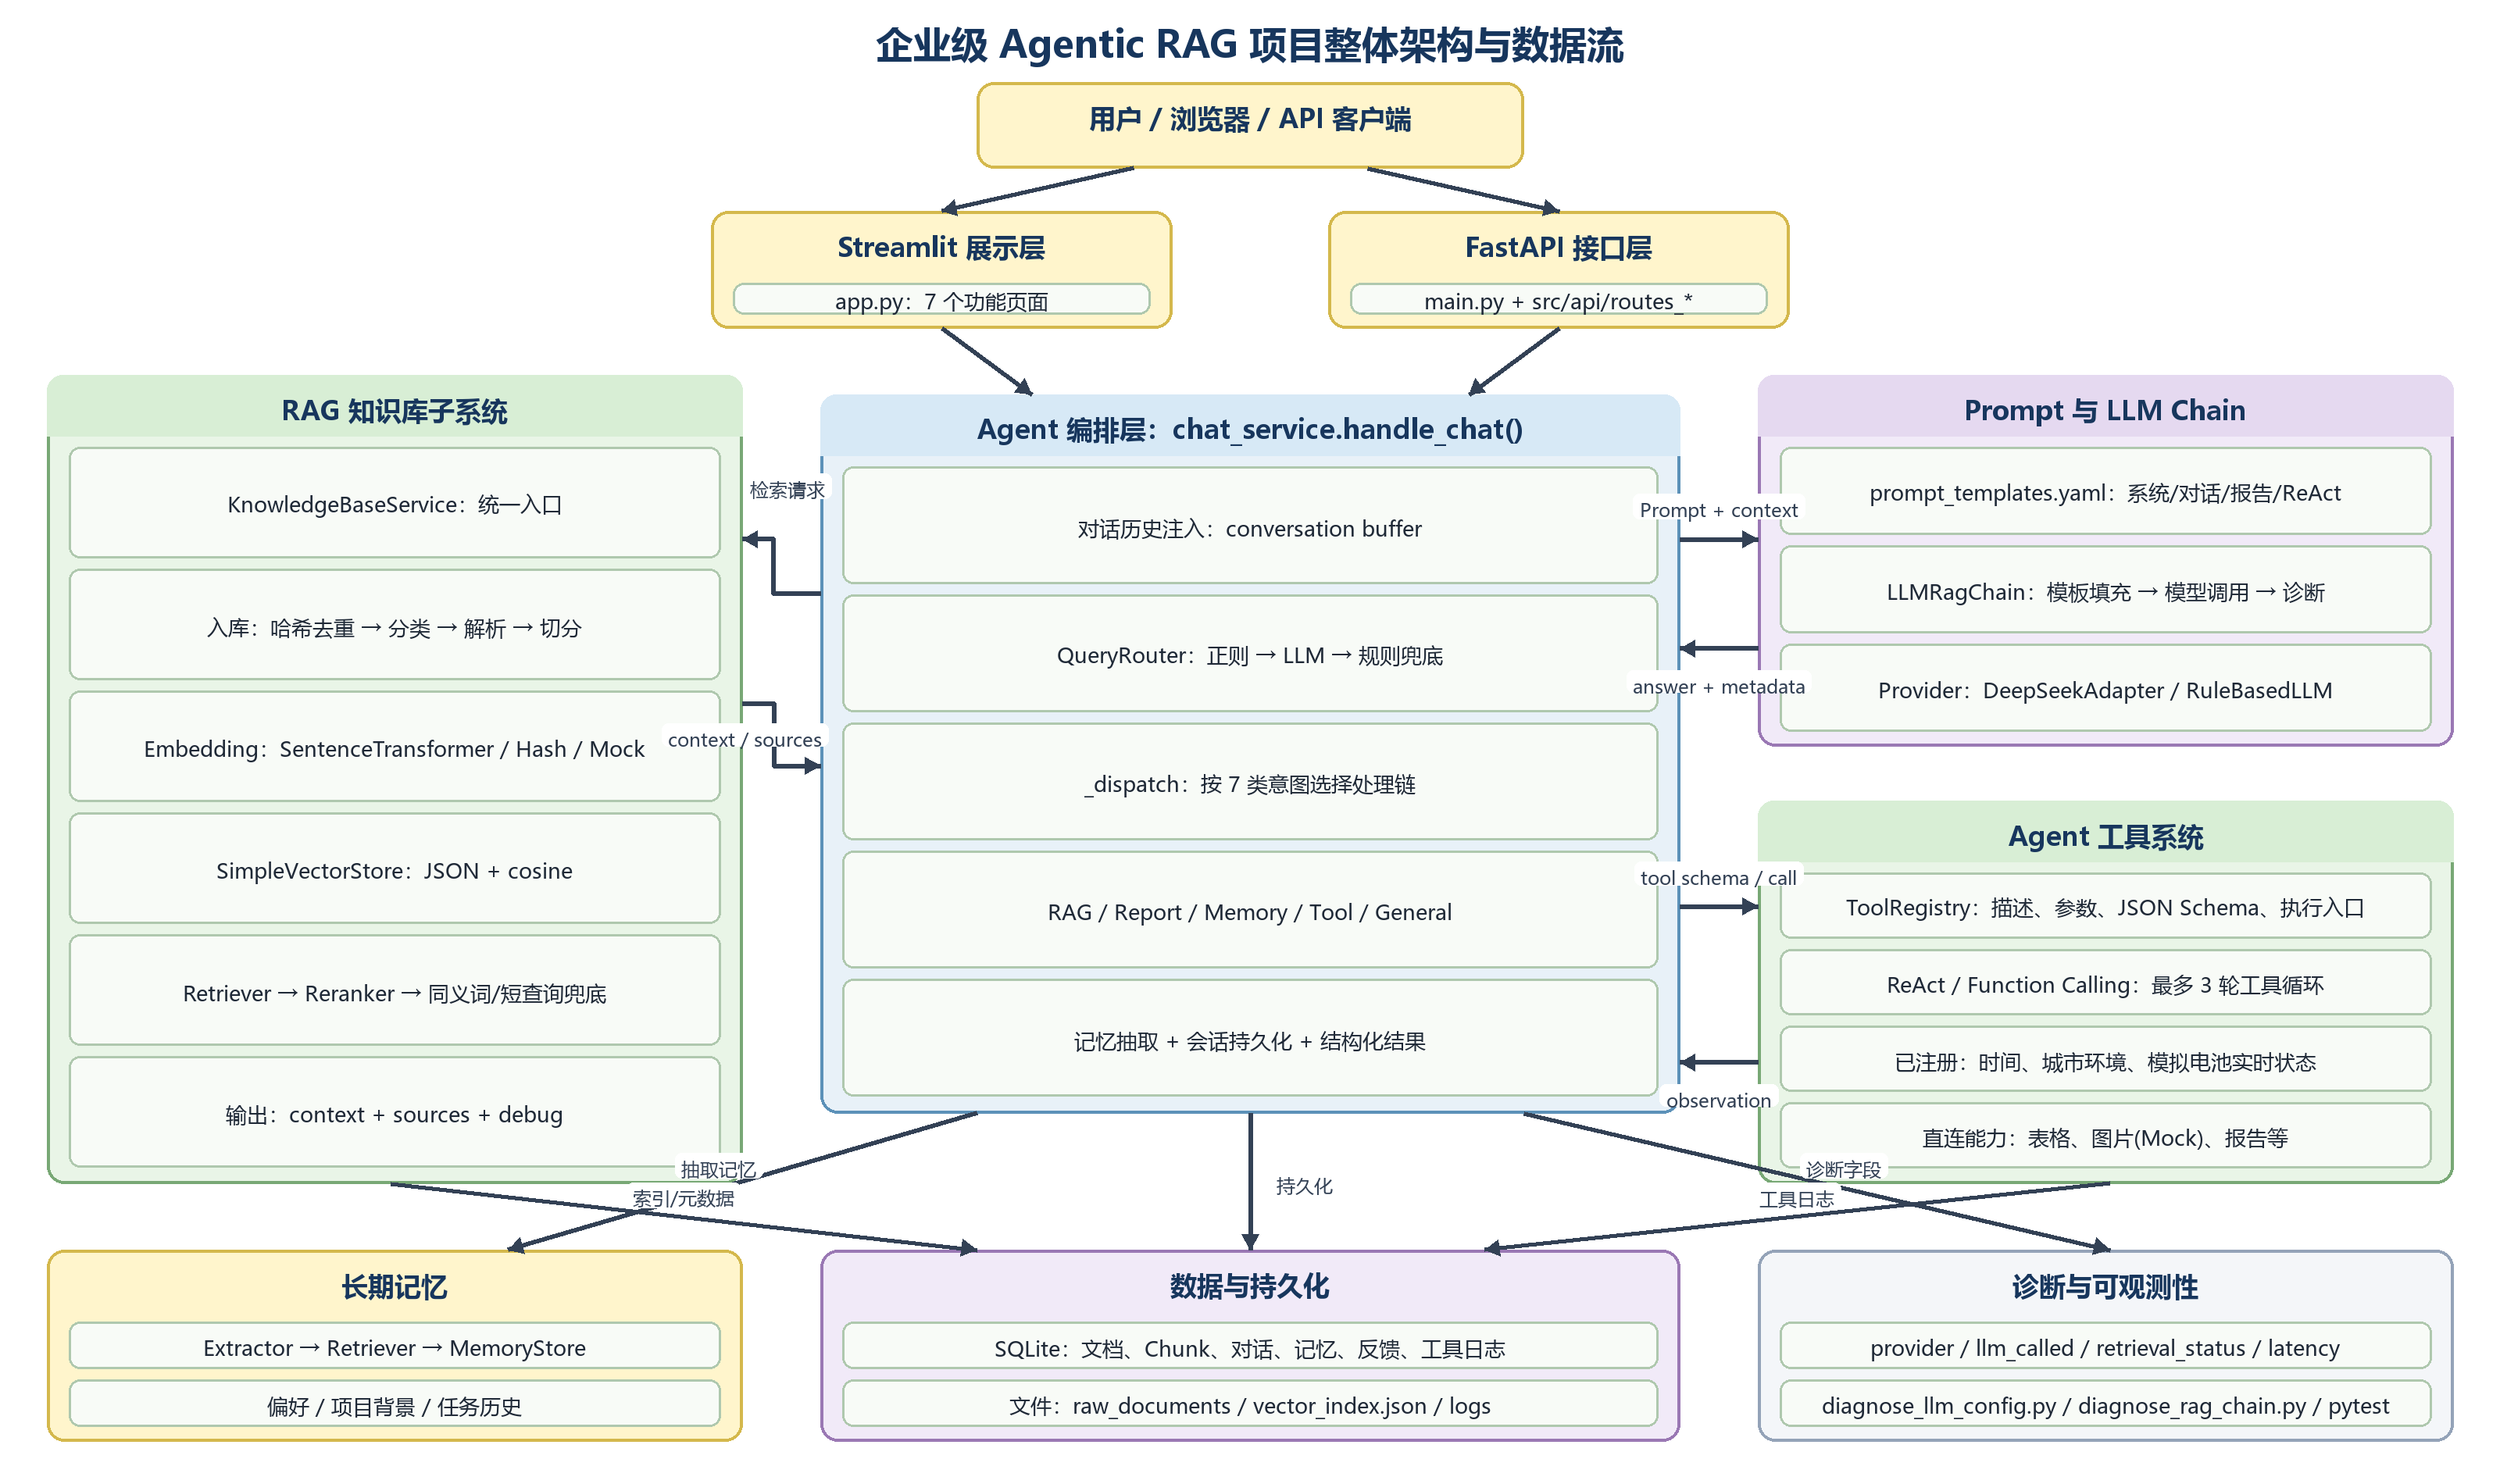 企业级 Agentic RAG 项目整体架构与数据流
用户 / 浏览器 / API 客户端
Streamlit 展示层
app.py：7 个功能页面
FastAPI 接口层
main.py + src/api/routes_*
RAG 知识库子系统
KnowledgeBaseService：统一入口
入库：哈希去重 → 分类 → 解析 → 切分
Embedding：SentenceTransformer / Hash / Mock
SimpleVectorStore：JSON + cosine
Retriever → Reranker → 同义词/短查询兜底
输出：context + sources + debug
检索请求
context / sources
Agent 编排层：chat_service.handle_chat()
对话历史注入：conversation buffer
QueryRouter：正则 → LLM → 规则兜底
_dispatch：按 7 类意图选择处理链
RAG / Report / Memory / Tool / General
记忆抽取 + 会话持久化 + 结构化结果
Prompt + context
answer + metadata
Prompt 与 LLM Chain
prompt_templates.yaml：系统/对话/报告/ReAct
LLMRagChain：模板填充 → 模型调用 → 诊断
Provider：DeepSeekAdapter / RuleBasedLLM
tool schema / call
observation
Agent 工具系统
ToolRegistry：描述、参数、JSON Schema、执行入口
ReAct / Function Calling：最多 3 轮工具循环
已注册：时间、城市环境、模拟电池实时状态
直连能力：表格、图片(Mock)、报告等
抽取记忆
索引/元数据
持久化
诊断字段
工具日志
长期记忆
Extractor → Retriever → MemoryStore
偏好 / 项目背景 / 任务历史
数据与持久化
SQLite：文档、Chunk、对话、记忆、反馈、工具日志
文件：raw_documents / vector_index.json / logs
诊断与可观测性
provider / llm_called / retrieval_status / latency
diagnose_llm_config.py / diagnose_rag_chain.py / pytest